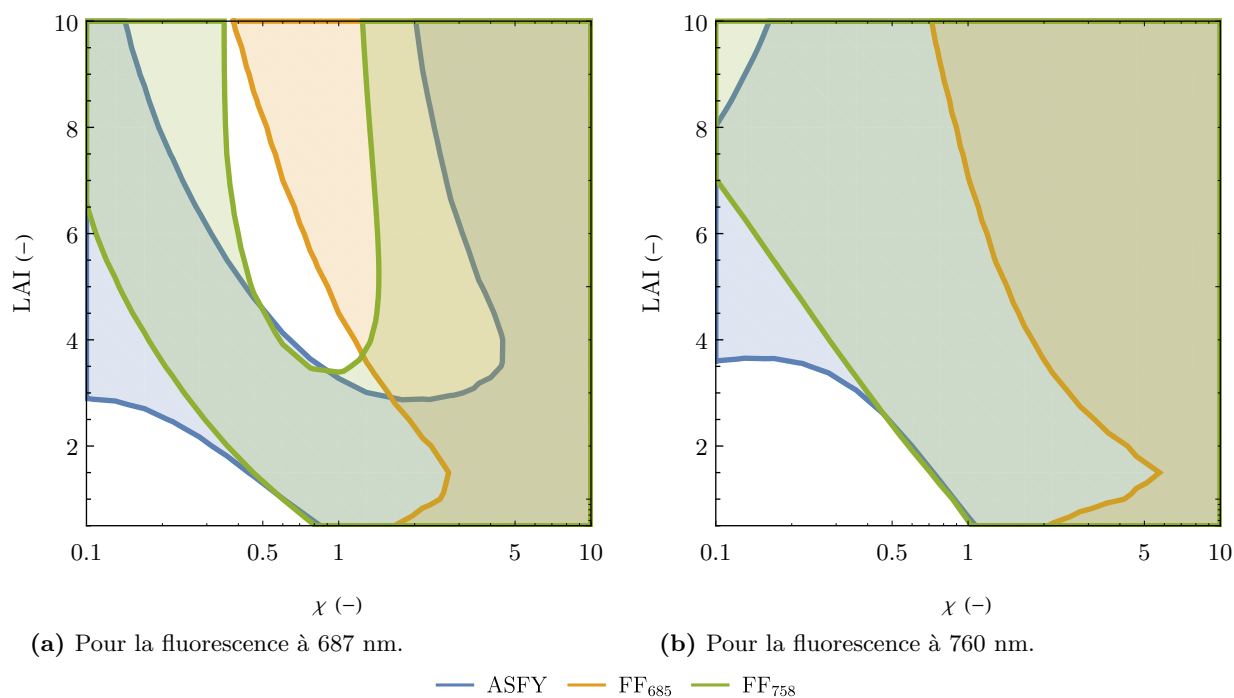 10
8
6
4
2
LAI (−)
0.1
0.5
1
5
10
χ (−)
(a) Pour la fluorescence à 687 nm.
10
8
6
4
2
LAI (−)
0.1
0.5
1
5
10
χ (−)
(b) Pour la fluorescence à 760 nm.
ASFY FF₆₈₅ FF₇₅₈